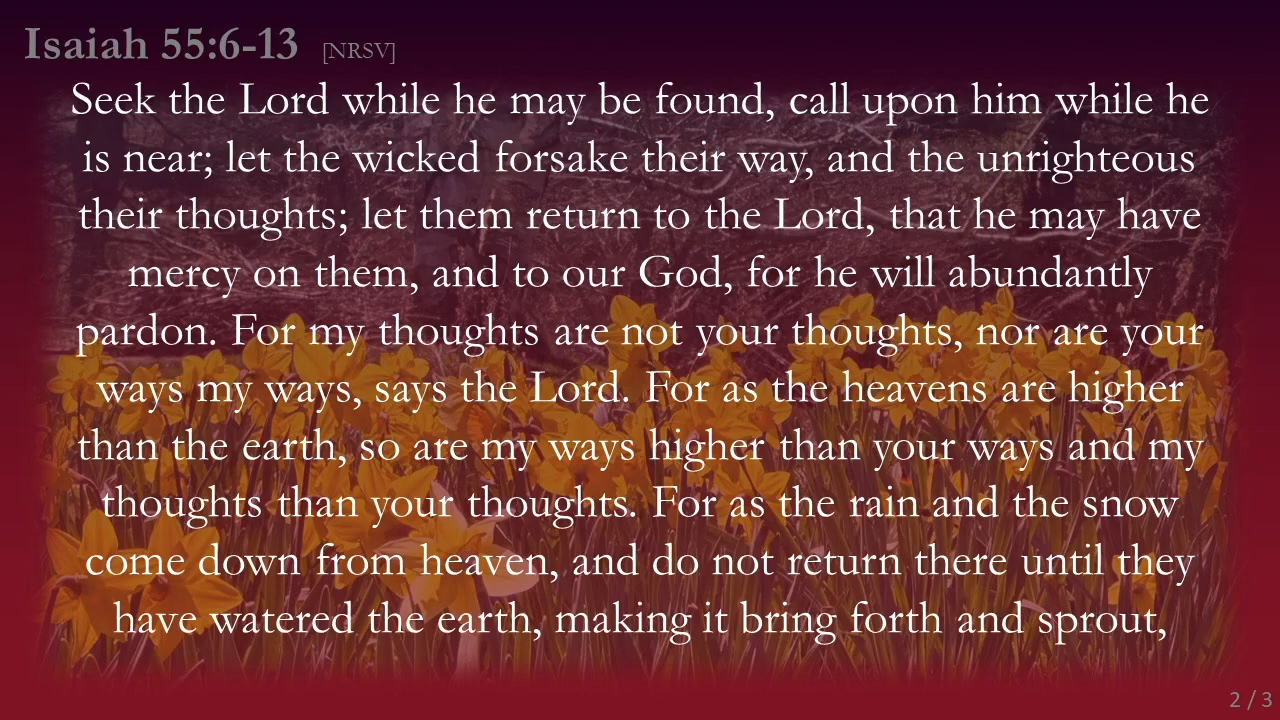 Isaiah 55:6-13 [NRSV]
Seek the Lord while he may be found, call upon him while he
is near; let the wicked forsake their way, and the unrighteous
their thoughts; let them return to the Lord, that he may have
mercy on them, and to our God, for he will abundantly
pardon. For my thoughts are not your thoughts, nor are your
ways my ways, says the Lord. For as the heavens are higher
than the earth, so are my ways higher than your ways and my
thoughts than your thoughts. For as the rain and the snow
come down from heaven, and do not return there until they
have watered the earth, making it bring forth and sprout,
2 / 3